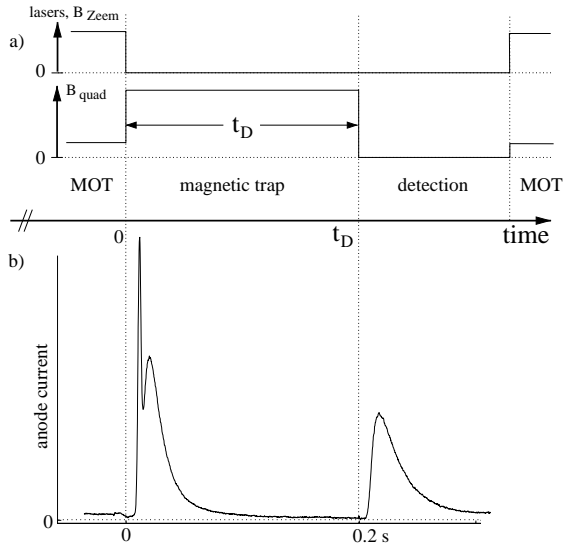 lasers, B Zeem
a)
0
B quad
t D
0
MOT magnetic trap detection MOT
0 t D time
b)
anode current
0
0 0.2 s